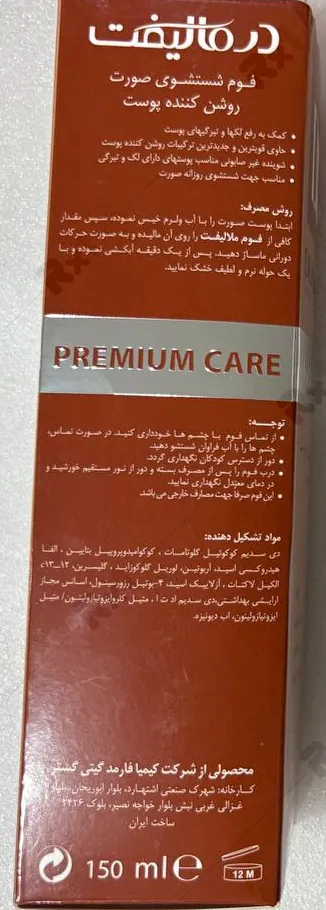 درمالیفت
فوم شستشوی صورت
روشن کننده پوست
• کمک به رفع لکها و تیرگیهای پوست
• حاوی قویترین و جدیدترین ترکیبات روشن کننده پوست
• شوینده غیر صابونی مناسب پوستهای دارای لک و تیرگی
• مناسب جهت شستشوی روزانه صورت
روش مصرف:
ابتدا پوست صورت را با آب ولرم خیس نموده، سپس مقدار
کافی از فوم ملالیفت را روی آن مالیده و به صورت حرکات
دورانی ماساژ دهید. پس از یک دقیقه آبکشی نموده و با
یک حوله نرم و لطیف خشک نمایید.
PREMIUM CARE
توجه:
• از تماس فوم با چشم ها خودداری کنید. در صورت تماس،
چشم ها را با آب فراوان شستشو دهید.
• دور از دسترس کودکان نگهداری گردد.
• درب فوم را پس از مصرف بسته و دور از نور مستقیم خورشید و
در دمای معتدل نگهداری نمایید.
• این فوم صرفا جهت مصارف خارجی می‌باشد.
مواد تشکیل دهنده:
دی سدیم کوکوئیل گلوتامات ، کوکوامیدوپروپیل بتایین ، الفا
هیدروکسی اسید، آربوتین، لوریل گلوکوزاید ، گلیسرین، ۱۲-۱۳c
الکیل لاکتات ، آزلاییک اسید، ۴-بوتیل رزورسینول، اسانس مجاز
آرایشی بهداشتی،دی سدیم ادتا ، متیل کلروایزوتیازولینون/ متیل
ایزوتیازولینون، اب دیونیزه.
محصولی از شرکت کیمیا فارمد گیتی گستر
کارخانه: شهرک صنعتی اشتهارد، بلوار ابوریحان، بلوار
غزالی غربی نبش بلوار خواجه نصیر، بلوک ۲۴۲۶
ساخت ایران
150 ml e
12 M